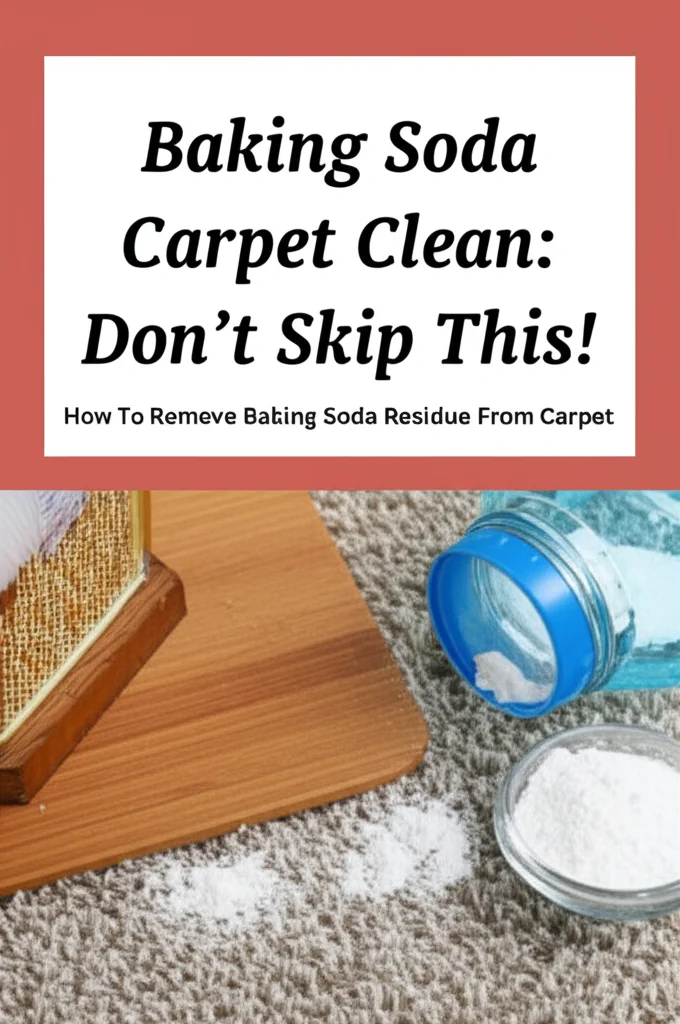 Baking Soda
Carpet Clean:
Don’t Skip This!
How To Remeve Baking Soda Residue From Carpet